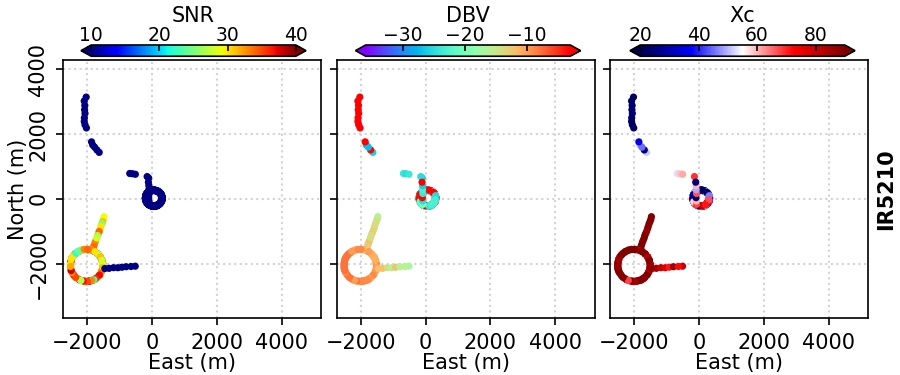 SNR DBV Xc
10 20 30 40 −30 −20 −10 20 40 60 80
4000
2000
0
−2000
North (m)
IR5210
−2000 0 2000 4000 −2000 0 2000 4000 −2000 0 2000 4000
East (m) East (m) East (m)